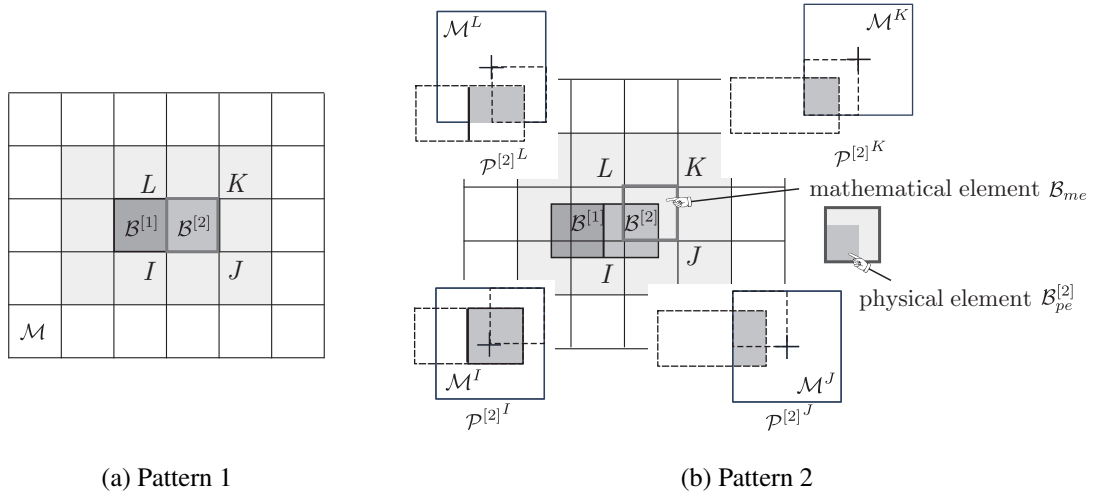 L K
ℬ[1] ℬ[2]
I J
ℳ
(a) Pattern 1
ℳ^L ℳ^K
𝒫[2]^L 𝒫[2]^K
L K
mathematical element ℬ_me
ℬ[1] ℬ[2]
I J
physical element ℬ_pe^[2]
ℳ^I ℳ^J
𝒫[2]^I 𝒫[2]^J
(b) Pattern 2